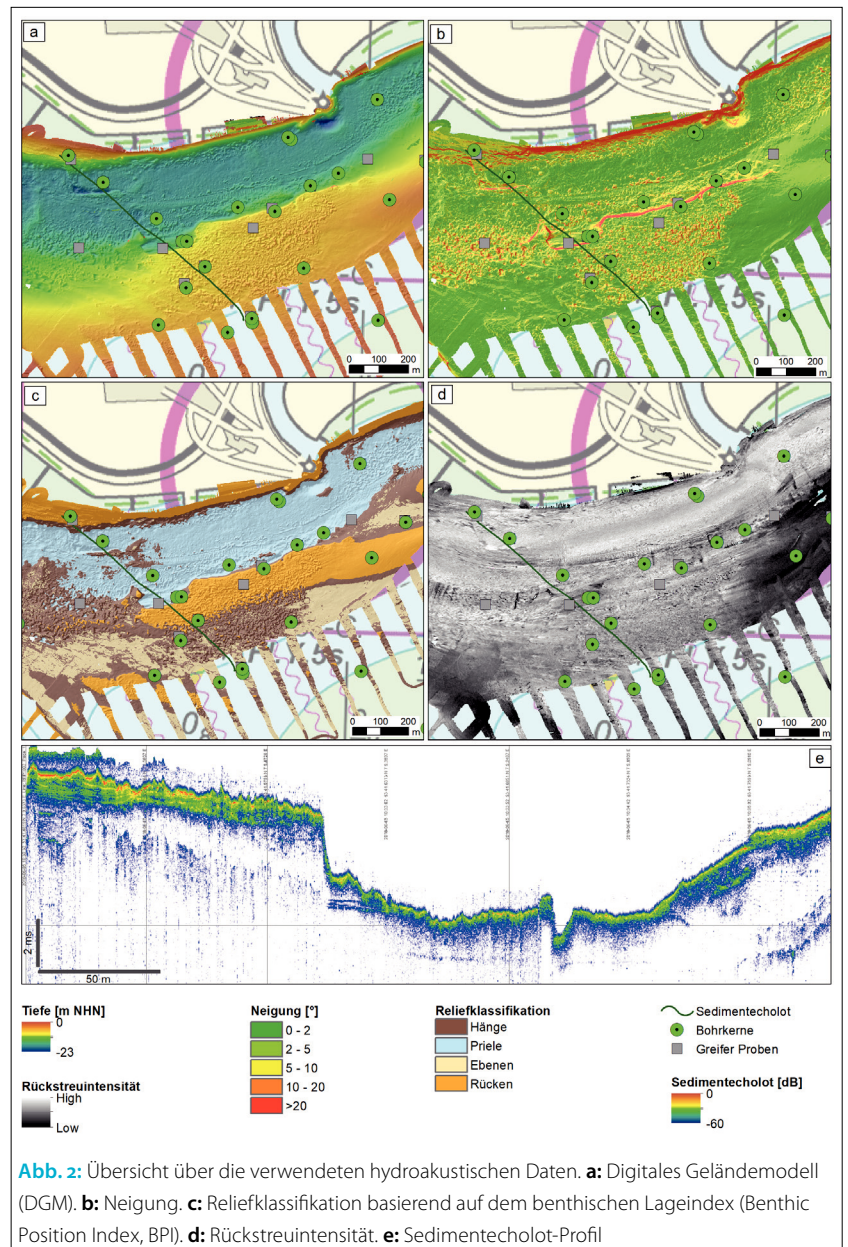 a
b
0 100 200
m
0 100 200
m
c
d
0 100 200
m
0 100 200
m
e
2 ms
50 m
Tiefe [m NHN]
0
-23
Rückstreuintensität
High
Low
Neigung [°]
0 - 2
2 - 5
5 - 10
10 - 20
>20
Reliefklassifikation
Hänge
Priele
Ebenen
Rücken
Sedimentecholot
Bohrkerne
Greifer Proben
Sedimentecholot [dB]
0
-60
Abb. 2: Übersicht über die verwendeten hydroakustischen Daten. a: Digitales Geländemodell
(DGM). b: Neigung. c: Reliefklassifikation basierend auf dem benthischen Lageindex (Benthic
Position Index, BPI). d: Rückstreuintensität. e: Sedimentecholot-Profil